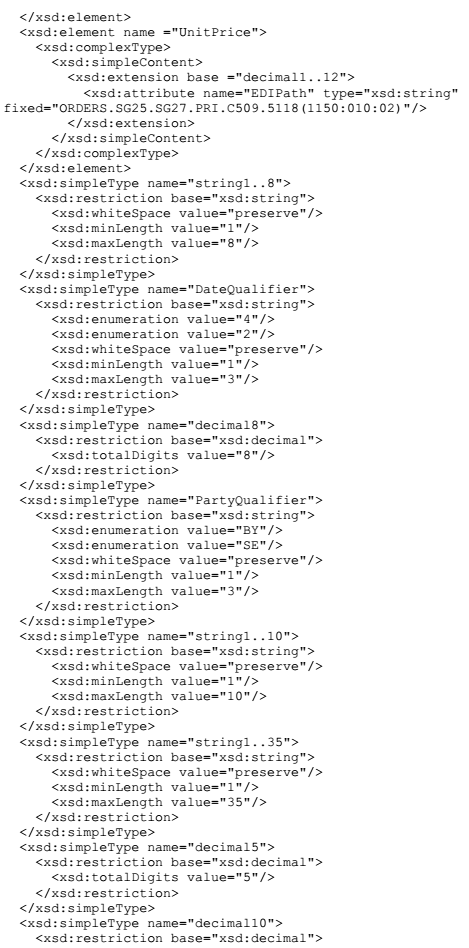 </xsd:element>
<xsd:element name ="UnitPrice">
<xsd:complexType>
<xsd:simpleContent>
<xsd:extension base ="decimal1..12">
<xsd:attribute name="EDIPath" type="xsd:string"
fixed="ORDERS.SG25.SG27.PRI.C509.5118(1150:010:02)"/>
</xsd:extension>
</xsd:simpleContent>
</xsd:complexType>
</xsd:element>
<xsd:simpleType name="string1..8">
<xsd:restriction base="xsd:string">
<xsd:whiteSpace value="preserve"/>
<xsd:minLength value="1"/>
<xsd:maxLength value="8"/>
</xsd:restriction>
</xsd:simpleType>
<xsd:simpleType name="DateQualifier">
<xsd:restriction base="xsd:string">
<xsd:enumeration value="4"/>
<xsd:enumeration value="2"/>
<xsd:whiteSpace value="preserve"/>
<xsd:minLength value="1"/>
<xsd:maxLength value="3"/>
</xsd:restriction>
</xsd:simpleType>
<xsd:simpleType name="decimal8">
<xsd:restriction base="xsd:decimal">
<xsd:totalDigits value="8"/>
</xsd:restriction>
</xsd:simpleType>
<xsd:simpleType name="PartyQualifier">
<xsd:restriction base="xsd:string">
<xsd:enumeration value="BY"/>
<xsd:enumeration value="SE"/>
<xsd:whiteSpace value="preserve"/>
<xsd:minLength value="1"/>
<xsd:maxLength value="3"/>
</xsd:restriction>
</xsd:simpleType>
<xsd:simpleType name="string1..10">
<xsd:restriction base="xsd:string">
<xsd:whiteSpace value="preserve"/>
<xsd:minLength value="1"/>
<xsd:maxLength value="10"/>
</xsd:restriction>
</xsd:simpleType>
<xsd:simpleType name="string1..35">
<xsd:restriction base="xsd:string">
<xsd:whiteSpace value="preserve"/>
<xsd:minLength value="1"/>
<xsd:maxLength value="35"/>
</xsd:restriction>
</xsd:simpleType>
<xsd:simpleType name="decimal5">
<xsd:restriction base="xsd:decimal">
<xsd:totalDigits value="5"/>
</xsd:restriction>
</xsd:simpleType>
<xsd:simpleType name="decimal10">
<xsd:restriction base="xsd:decimal">